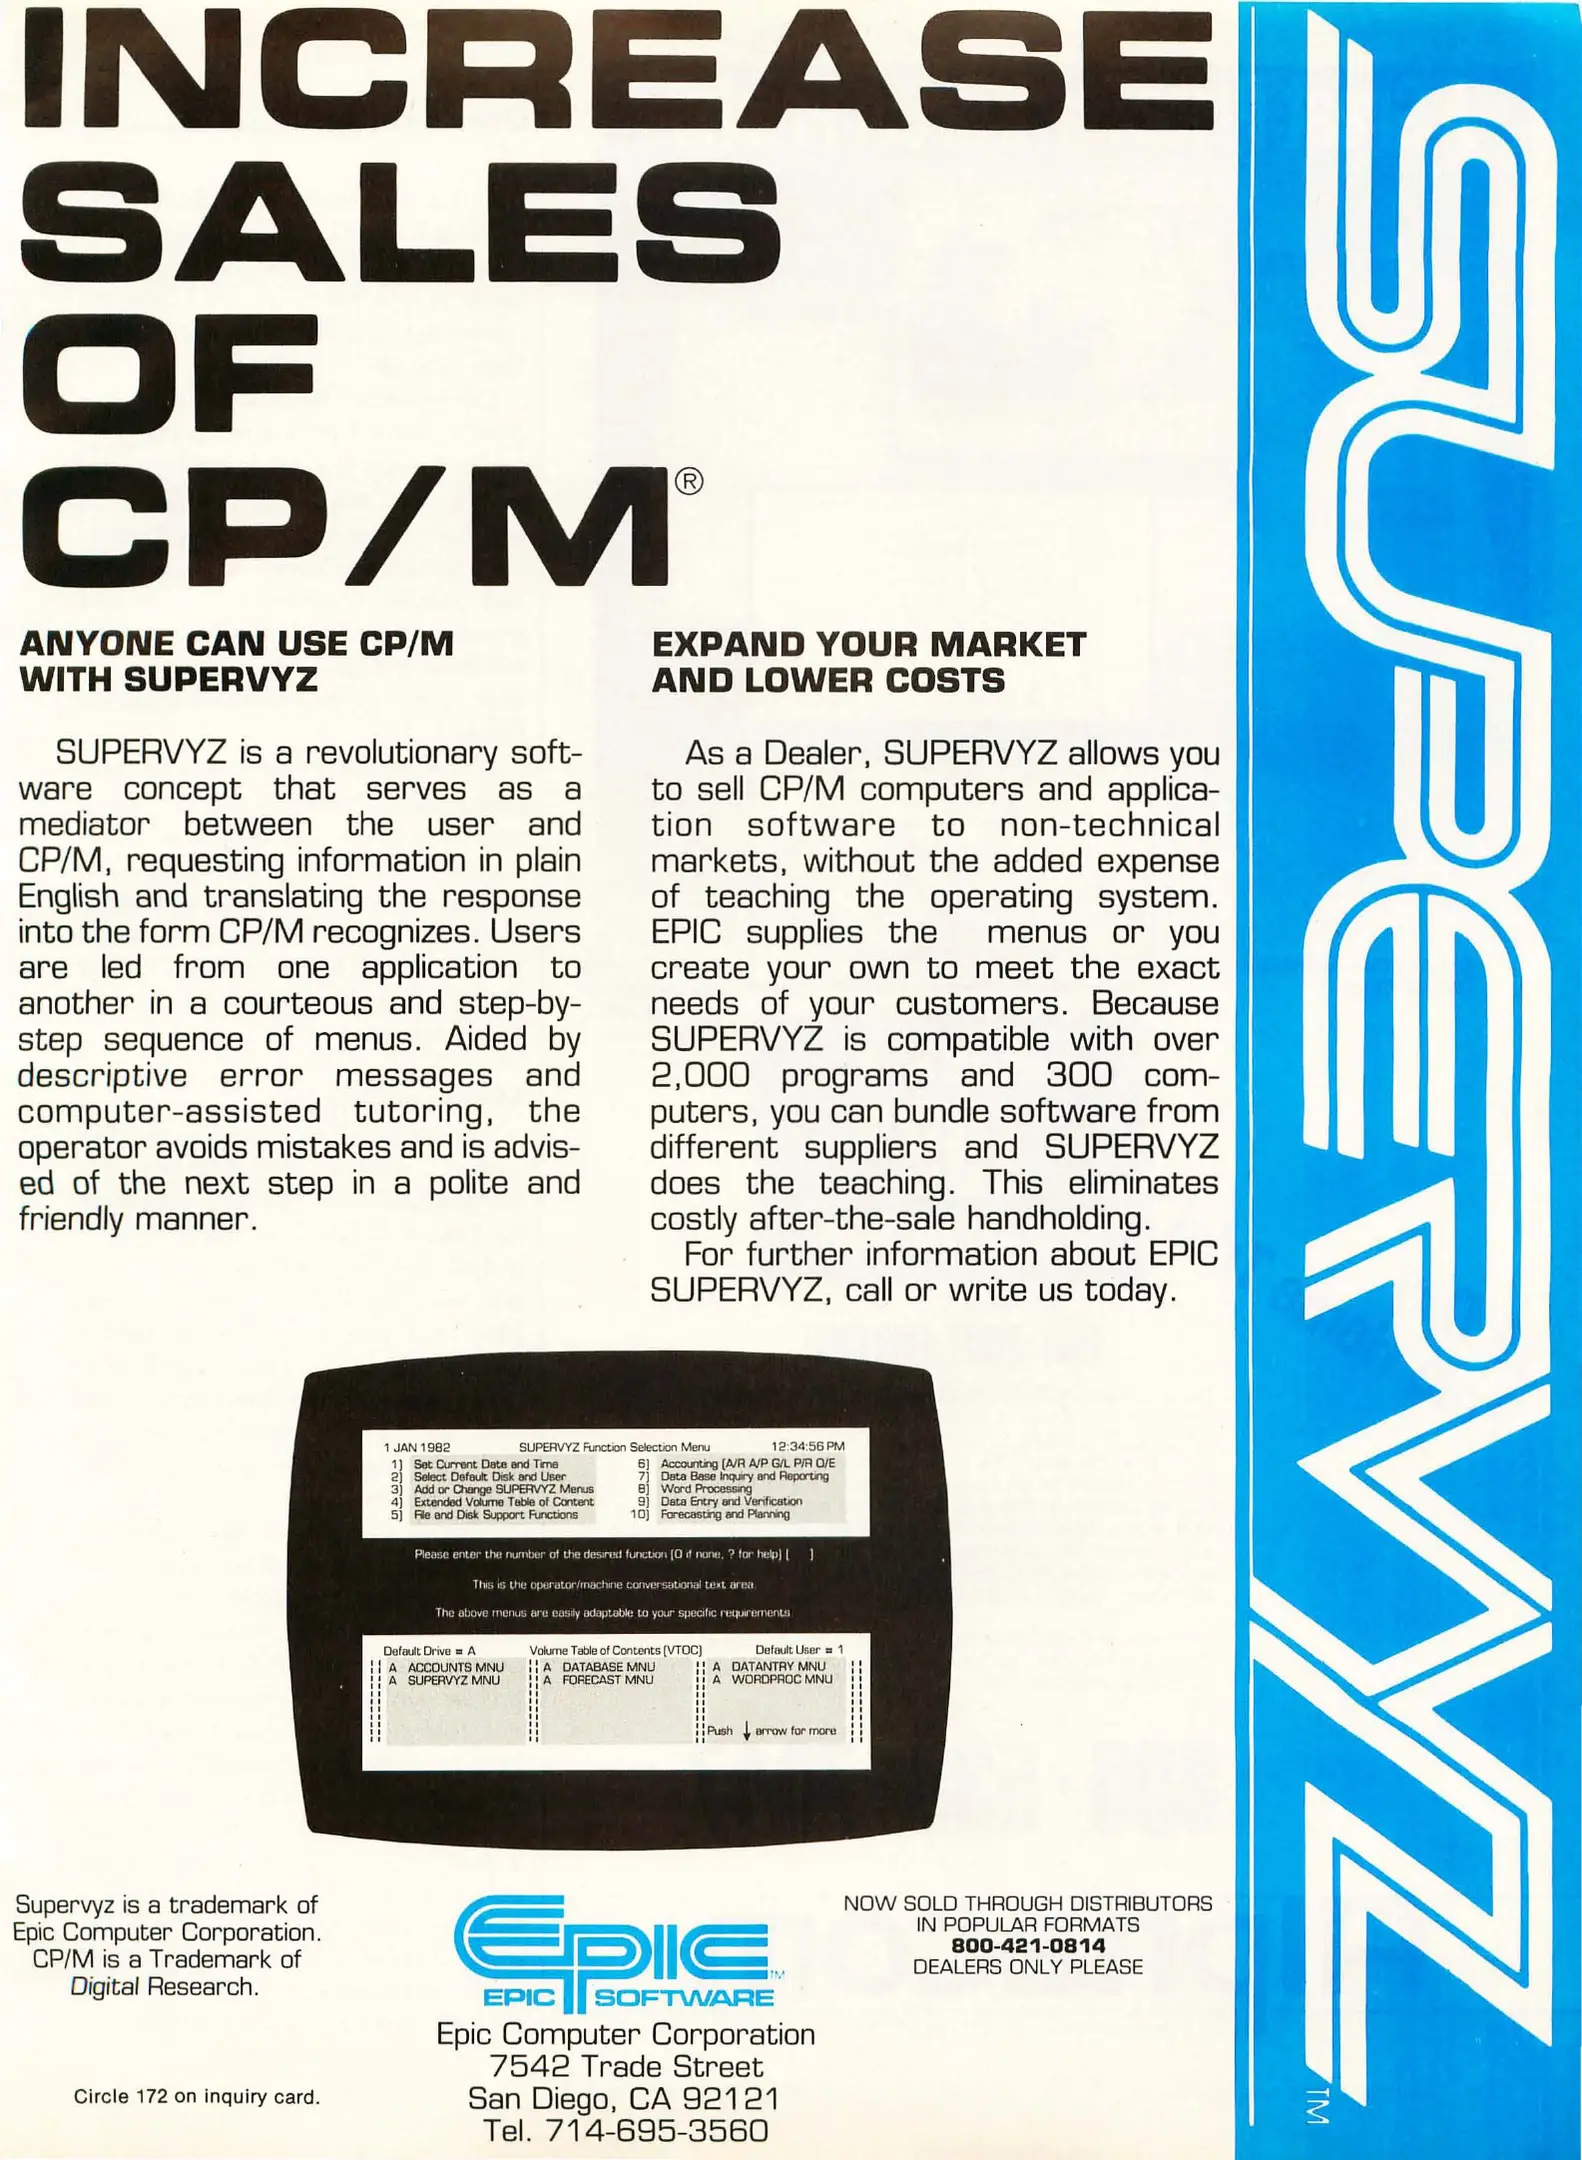 INCREASE
SALES
OF
CP/M®
ANYONE CAN USE CP/M
WITH SUPERVYZ
SUPERVYZ is a revolutionary soft-
ware concept that serves as a
mediator between the user and
CP/M, requesting information in plain
English and translating the response
into the form CP/M recognizes. Users
are led from one application to
another in a courteous and step-by-
step sequence of menus. Aided by
descriptive error messages and
computer-assisted tutoring, the
operator avoids mistakes and is advis-
ed of the next step in a polite and
friendly manner.
EXPAND YOUR MARKET
AND LOWER COSTS
As a Dealer, SUPERVYZ allows you
to sell CP/M computers and applica-
tion software to non-technical
markets, without the added expense
of teaching the operating system.
EPIC supplies the menus or you
create your own to meet the exact
needs of your customers. Because
SUPERVYZ is compatible with over
2,000 programs and 300 com-
puters, you can bundle software from
different suppliers and SUPERVYZ
does the teaching. This eliminates
costly after-the-sale handholding.
For further information about EPIC
SUPERVYZ, call or write us today.
1 JAN 1982 SUPERVYZ Function Selection Menu 12:34:56 PM
1) Set Current Date and Time 6) Accounting (A/R A/P G/L P/R O/E
2) Select Default Disk and User 7) Data Base Inquiry and Reporting
3) Add or Change SUPERVYZ Menus 8) Word Processing
4) Extended Volume Table of Content 9) Data Entry and Verification
5) File and Disk Support Functions 10) Forecasting and Planning
Please enter the number of the desired function (0 if none, ? for help) ( )
This is the operator/machine conversational text area.
The above menus are easily adaptable to your specific requirements
Default Drive = A Volume Table of Contents (VTOC) Default User = 1
A ACCOUNTS MNU A DATABASE MNU A DATANTRY MNU
A SUPERVYZ MNU A FORECAST MNU A WORDPROC MNU
Push ↓ arrow for more
Supervyz is a trademark of
Epic Computer Corporation.
CP/M is a Trademark of
Digital Research.
Circle 172 on inquiry card.
EPIC™
EPIC SOFTWARE
Epic Computer Corporation
7542 Trade Street
San Diego, CA 92121
Tel. 714-695-3560
NOW SOLD THROUGH DISTRIBUTORS
IN POPULAR FORMATS
800-421-0814
DEALERS ONLY PLEASE
SUPERVYZ™